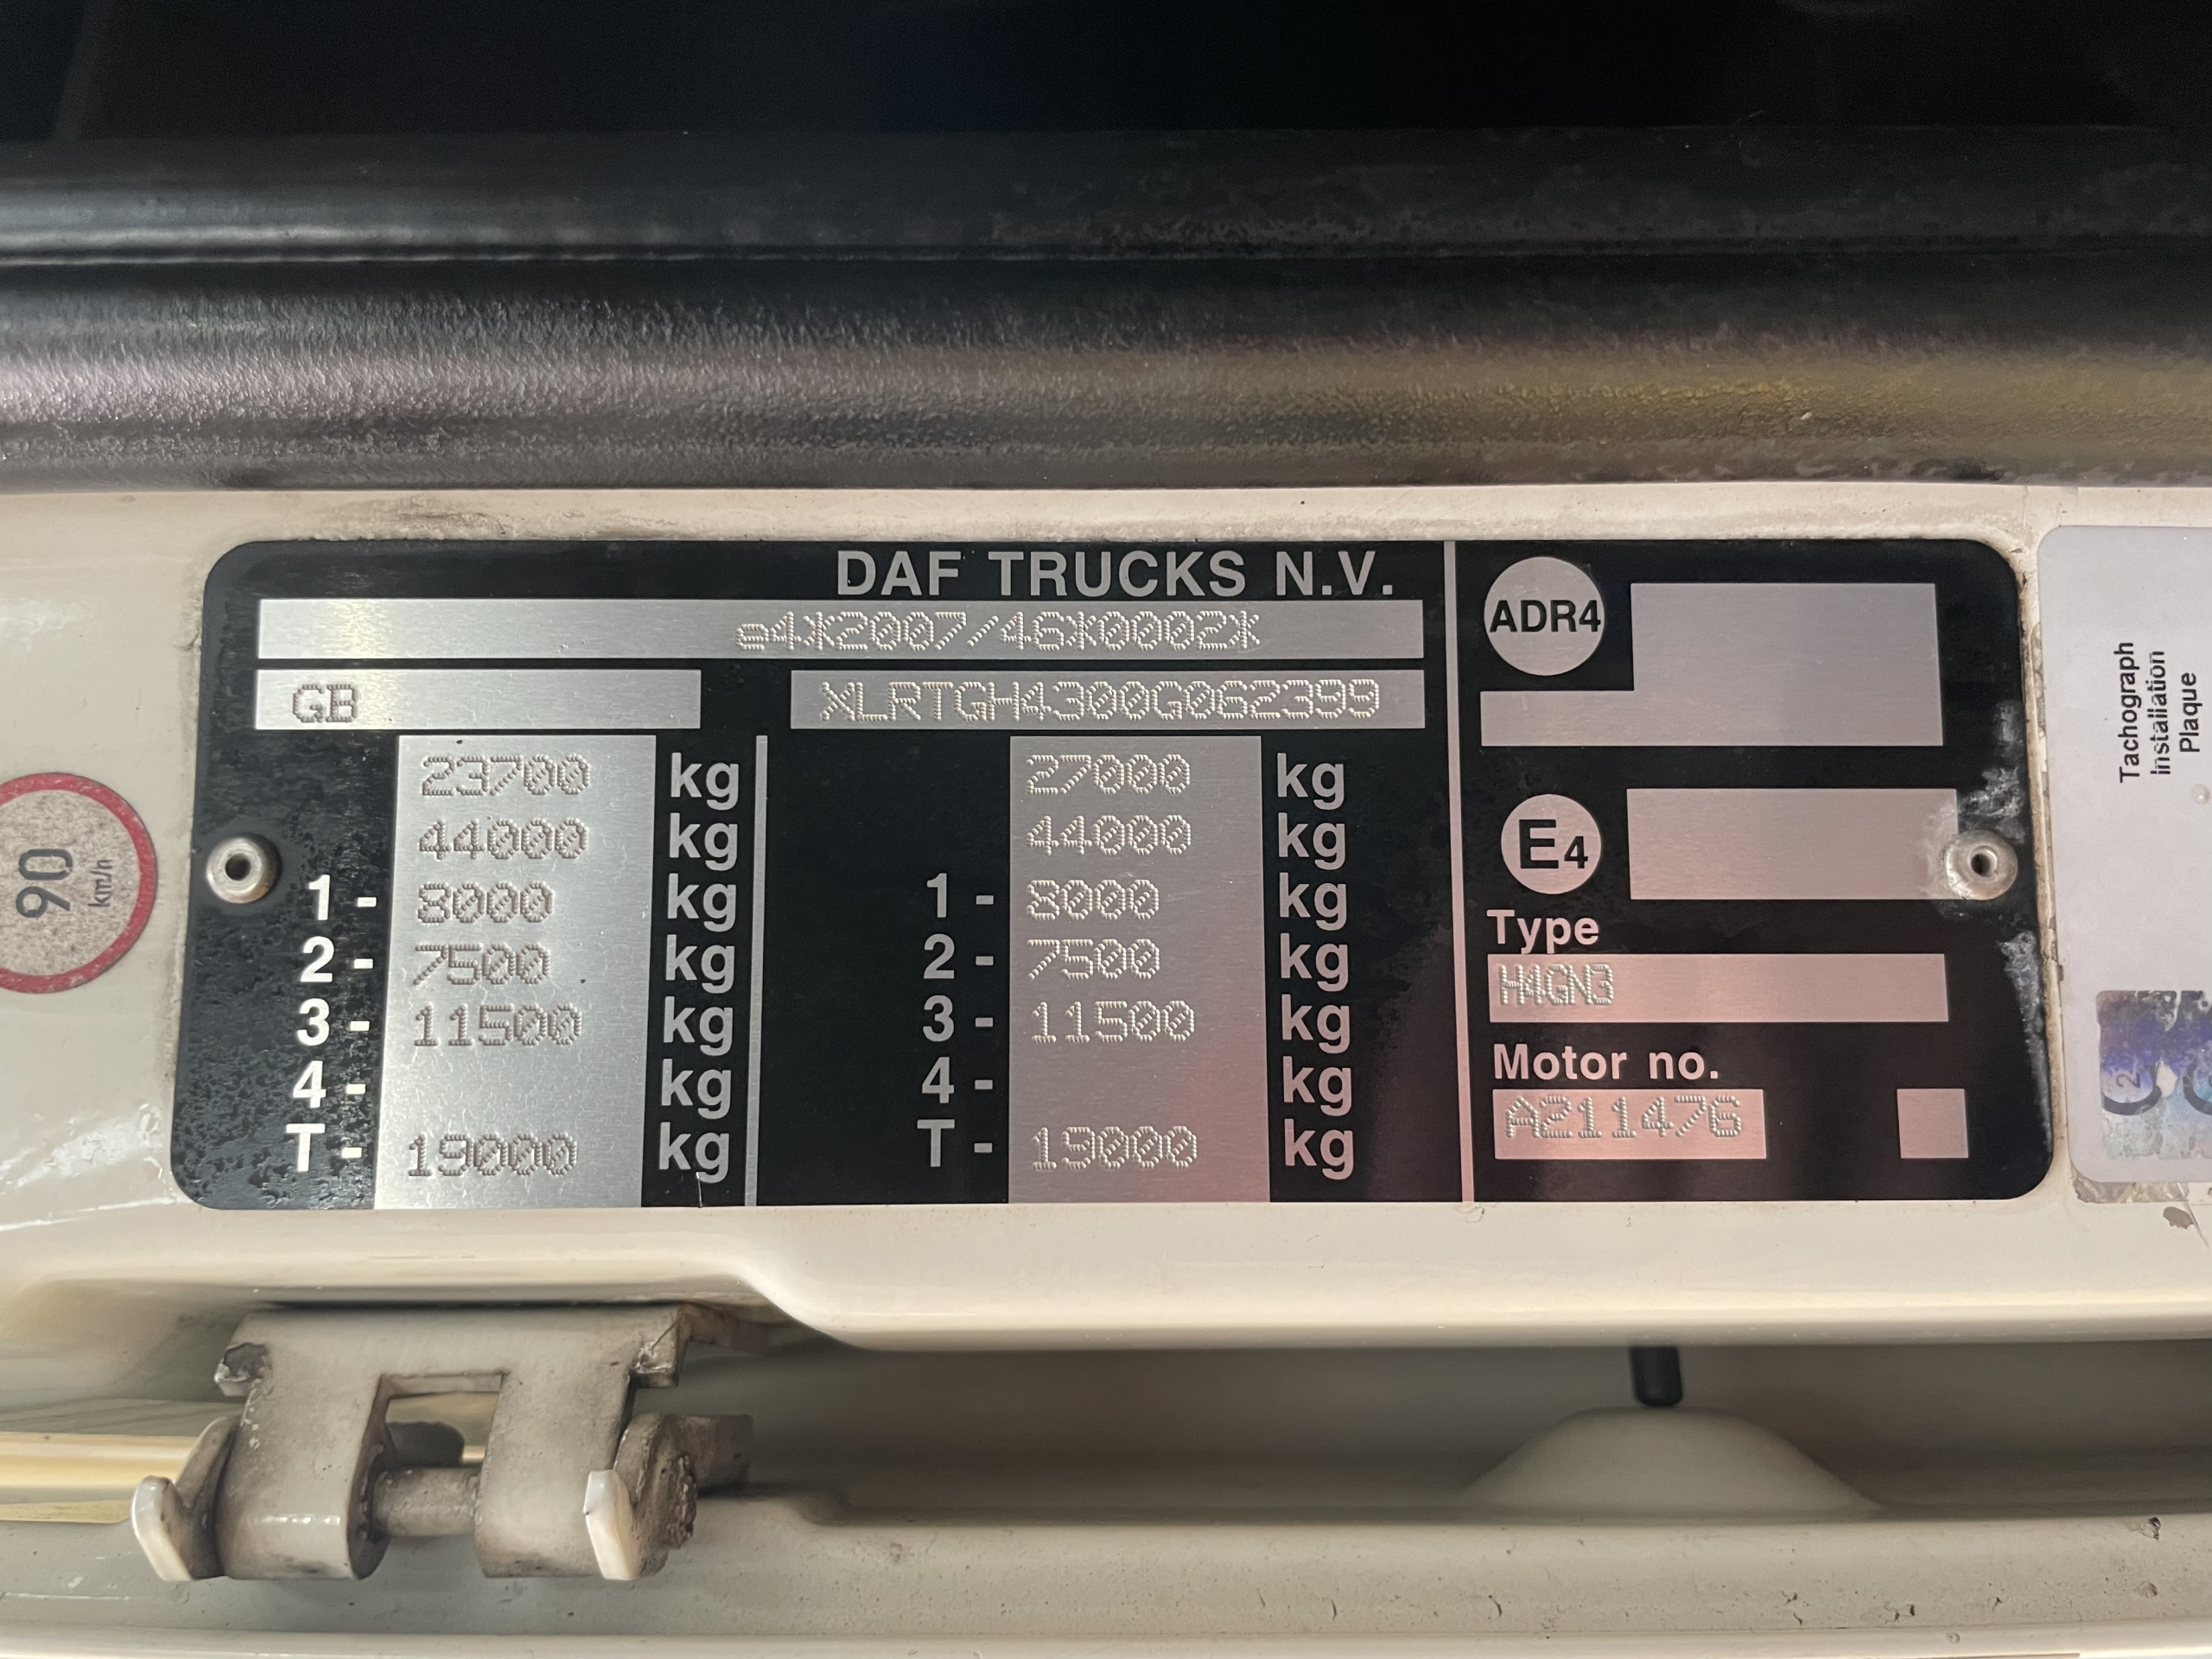 DAF TRUCKS N.V.
e4*2007/46*0002*
GB
XLRTGH4300G062399
23700 kg
44000 kg
1- 8000 kg
2- 7500 kg
3- 11500 kg
4- kg
T- 19000 kg
27000 kg
44000 kg
1- 8000 kg
2- 7500 kg
3- 11500 kg
4- kg
T- 19000 kg
ADR4
E4
Type
H4GN3
Motor no.
A211476
90
km/h
Tachograph
Installation
Plaque